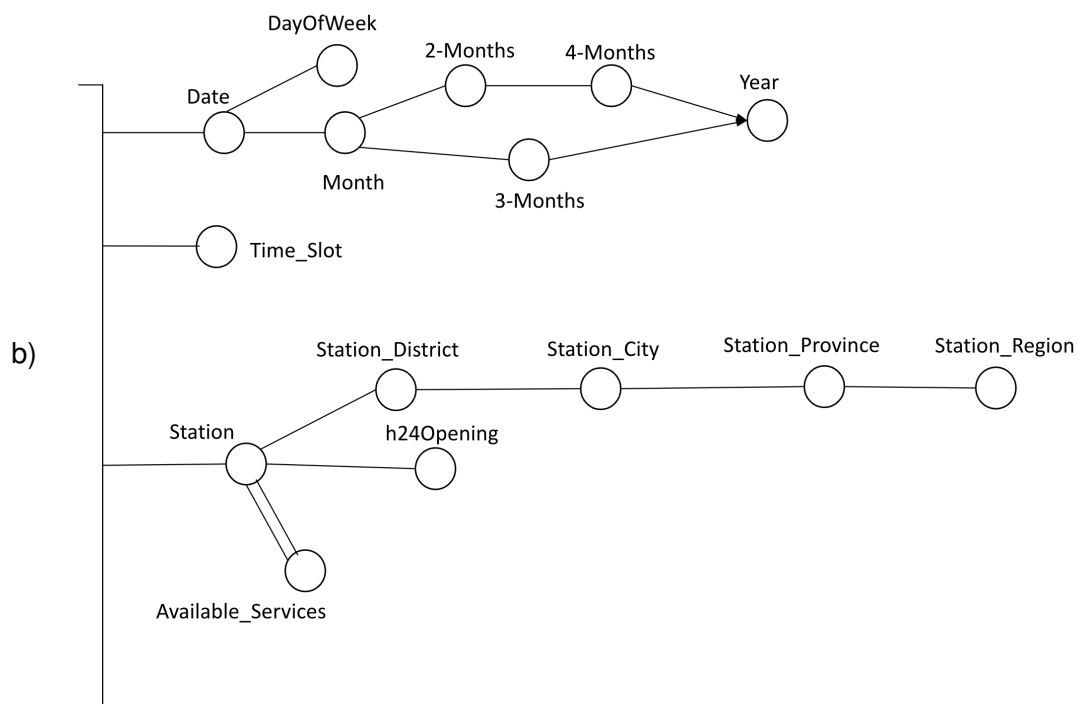 DayOfWeek
2-Months
4-Months
Year
Date
Month
3-Months
Time_Slot
b)
Station_District
Station_City
Station_Province
Station_Region
Station
h24Opening
Available_Services